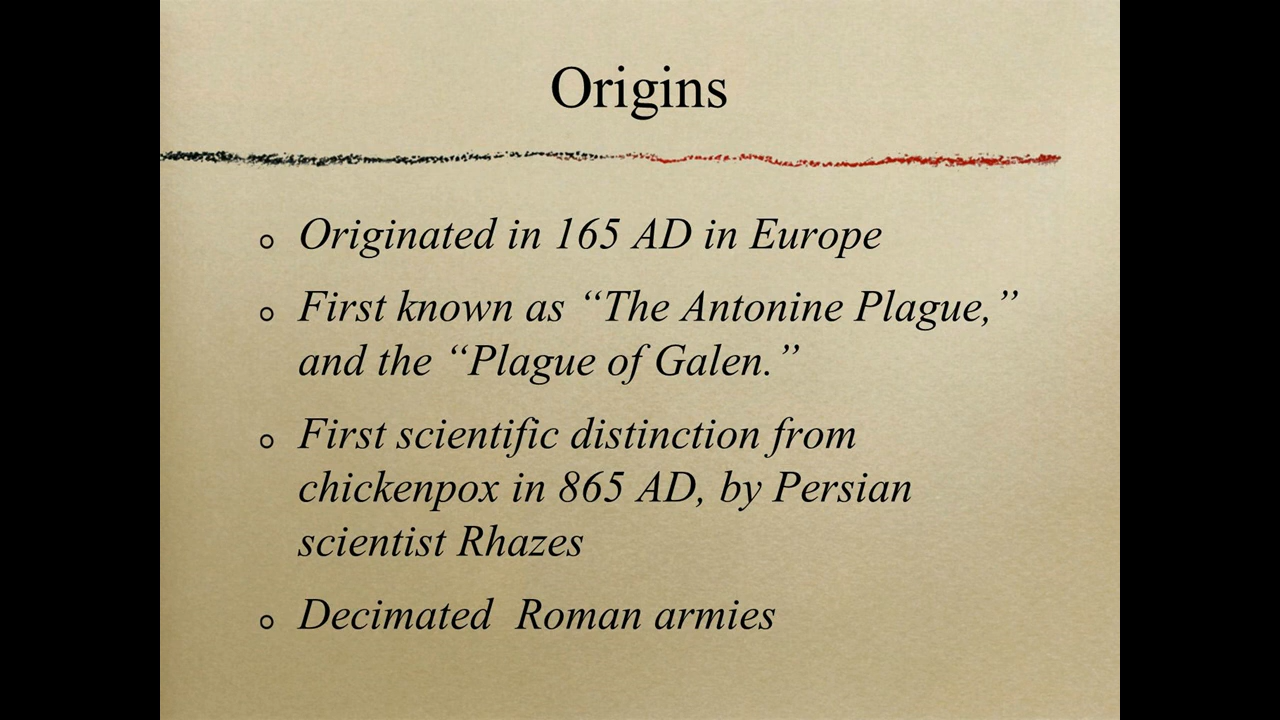 Origins
Originated in 165 AD in Europe
First known as “The Antonine Plague,”
and the “Plague of Galen.”
First scientific distinction from
chickenpox in 865 AD, by Persian
scientist Rhazes
Decimated  Roman armies